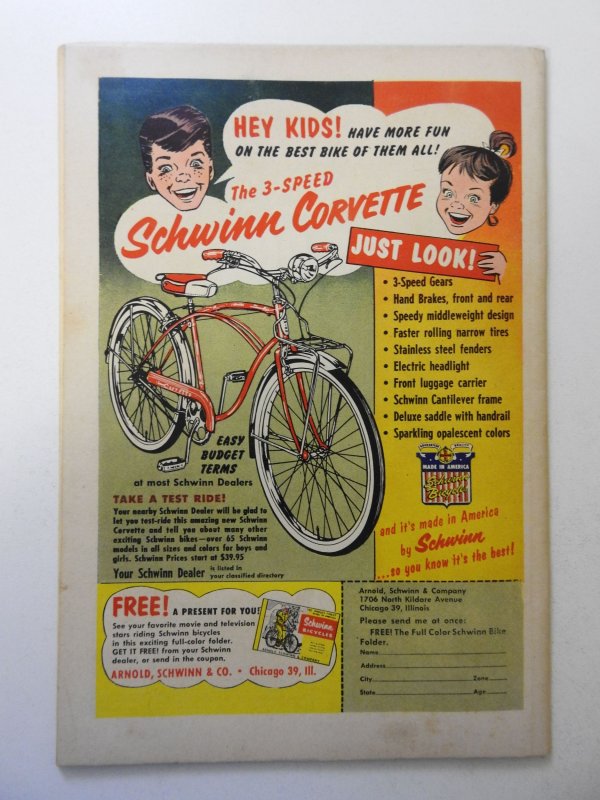 HEY KIDS! HAVE MORE FUN
ON THE BEST BIKE OF THEM ALL!
The 3-SPEED
Schwinn CORVETTE
JUST LOOK!
• 3-Speed Gears
• Hand Brakes, front and rear
• Speedy middleweight design
• Faster rolling narrow tires
• Stainless steel fenders
• Electric headlight
• Front luggage carrier
• Schwinn Cantilever frame
• Deluxe saddle with handrail
• Sparkling opalescent colors
EASY
BUDGET
TERMS
at most Schwinn Dealers
TAKE A TEST RIDE!
Your nearby Schwinn Dealer will be glad to
let you test-ride this amazing new Schwinn
Corvette and tell you about many other
exciting Schwinn bikes—over 65 Schwinn
models in all sizes and colors for boys and
girls. Schwinn Prices start at $39.95
Your Schwinn Dealer is listed in
your classified directory
MADE IN AMERICA
Schwinn
Bicycles
and it's made in America
by Schwinn
...so you know it's the best!
FREE! A PRESENT FOR YOU!
See your favorite movie and television
stars riding Schwinn bicycles
in this exciting full-color folder.
GET IT FREE! from your Schwinn
dealer, or send in the coupon.
ARNOLD, SCHWINN & CO. • Chicago 39, Ill.
Schwinn
BICYCLES
ARNOLD, SCHWINN & COMPANY
Arnold, Schwinn & Company
1706 North Kildare Avenue
Chicago 39, Illinois
Please send me at once:
FREE! The Full Color Schwinn Bike
Folder.
Name
Address
City Zone
State Age